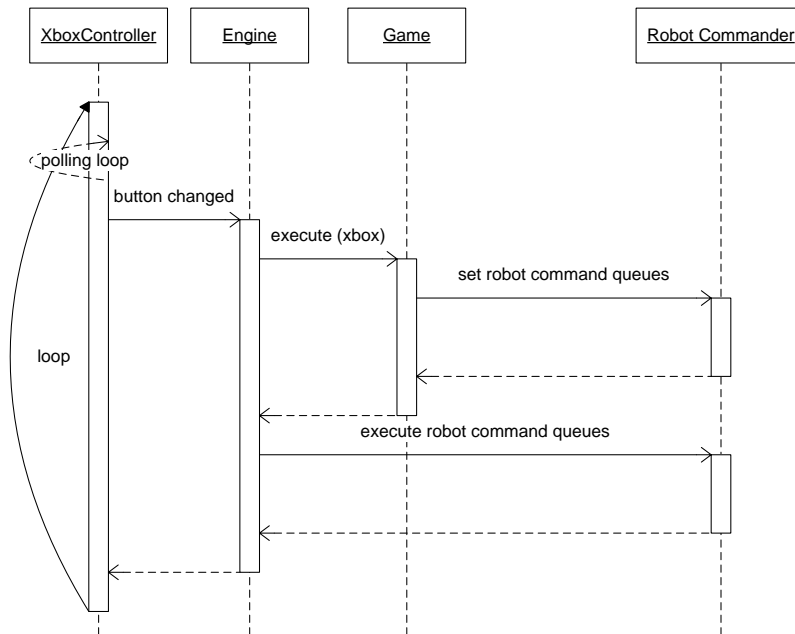 XboxController
Engine
Game
Robot Commander
polling loop
button changed
execute (xbox)
set robot command queues
loop
execute robot command queues